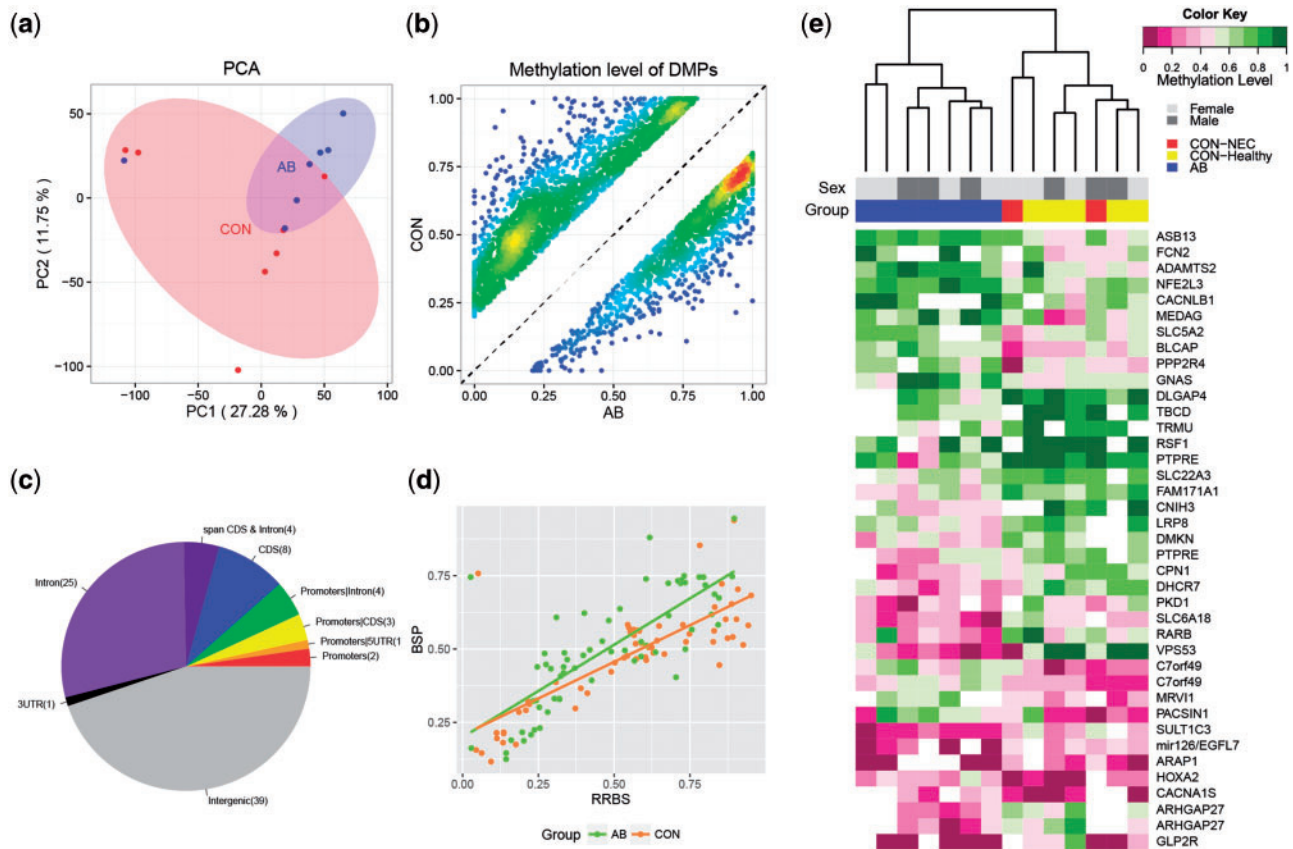 (a)
PCA
50
0
−50
−100
−100
−50
0
50
100
PC1 ( 27.28 % )
PC2 ( 11.75 % )
AB
CON
(b)
Methylation level of DMPs
1.00
0.75
0.50
0.25
0.00
0.00
0.25
0.50
0.75
1.00
AB
CON
(c)
span CDS & Intron(4)
CDS(8)
Promoters|Intron(4)
Promoters|CDS(3)
Promoters|5UTR(1
Promoters(2)
Intron(25)
3UTR(1)
Intergenic(39)
(d)
0.75
0.50
0.25
0.00
0.25
0.50
0.75
RRBS
BSP
Group AB CON
(e)
Color Key
0 0.2 0.4 0.6 0.8 1
Methylation Level
Female
Male
CON−NEC
CON−Healthy
AB
Sex
Group
ASB13
FCN2
ADAMTS2
NFE2L3
CACNLB1
MEDAG
SLC5A2
BLCAP
PPP2R4
GNAS
DLGAP4
TBCD
TRMU
RSF1
PTPRE
SLC22A3
FAM171A1
CNIH3
LRP8
DMKN
PTPRE
CPN1
DHCR7
PKD1
SLC6A18
RARB
VPS53
C7orf49
C7orf49
MRVI1
PACSIN1
SULT1C3
mir126/EGFL7
ARAP1
HOXA2
CACNA1S
ARHGAP27
ARHGAP27
GLP2R